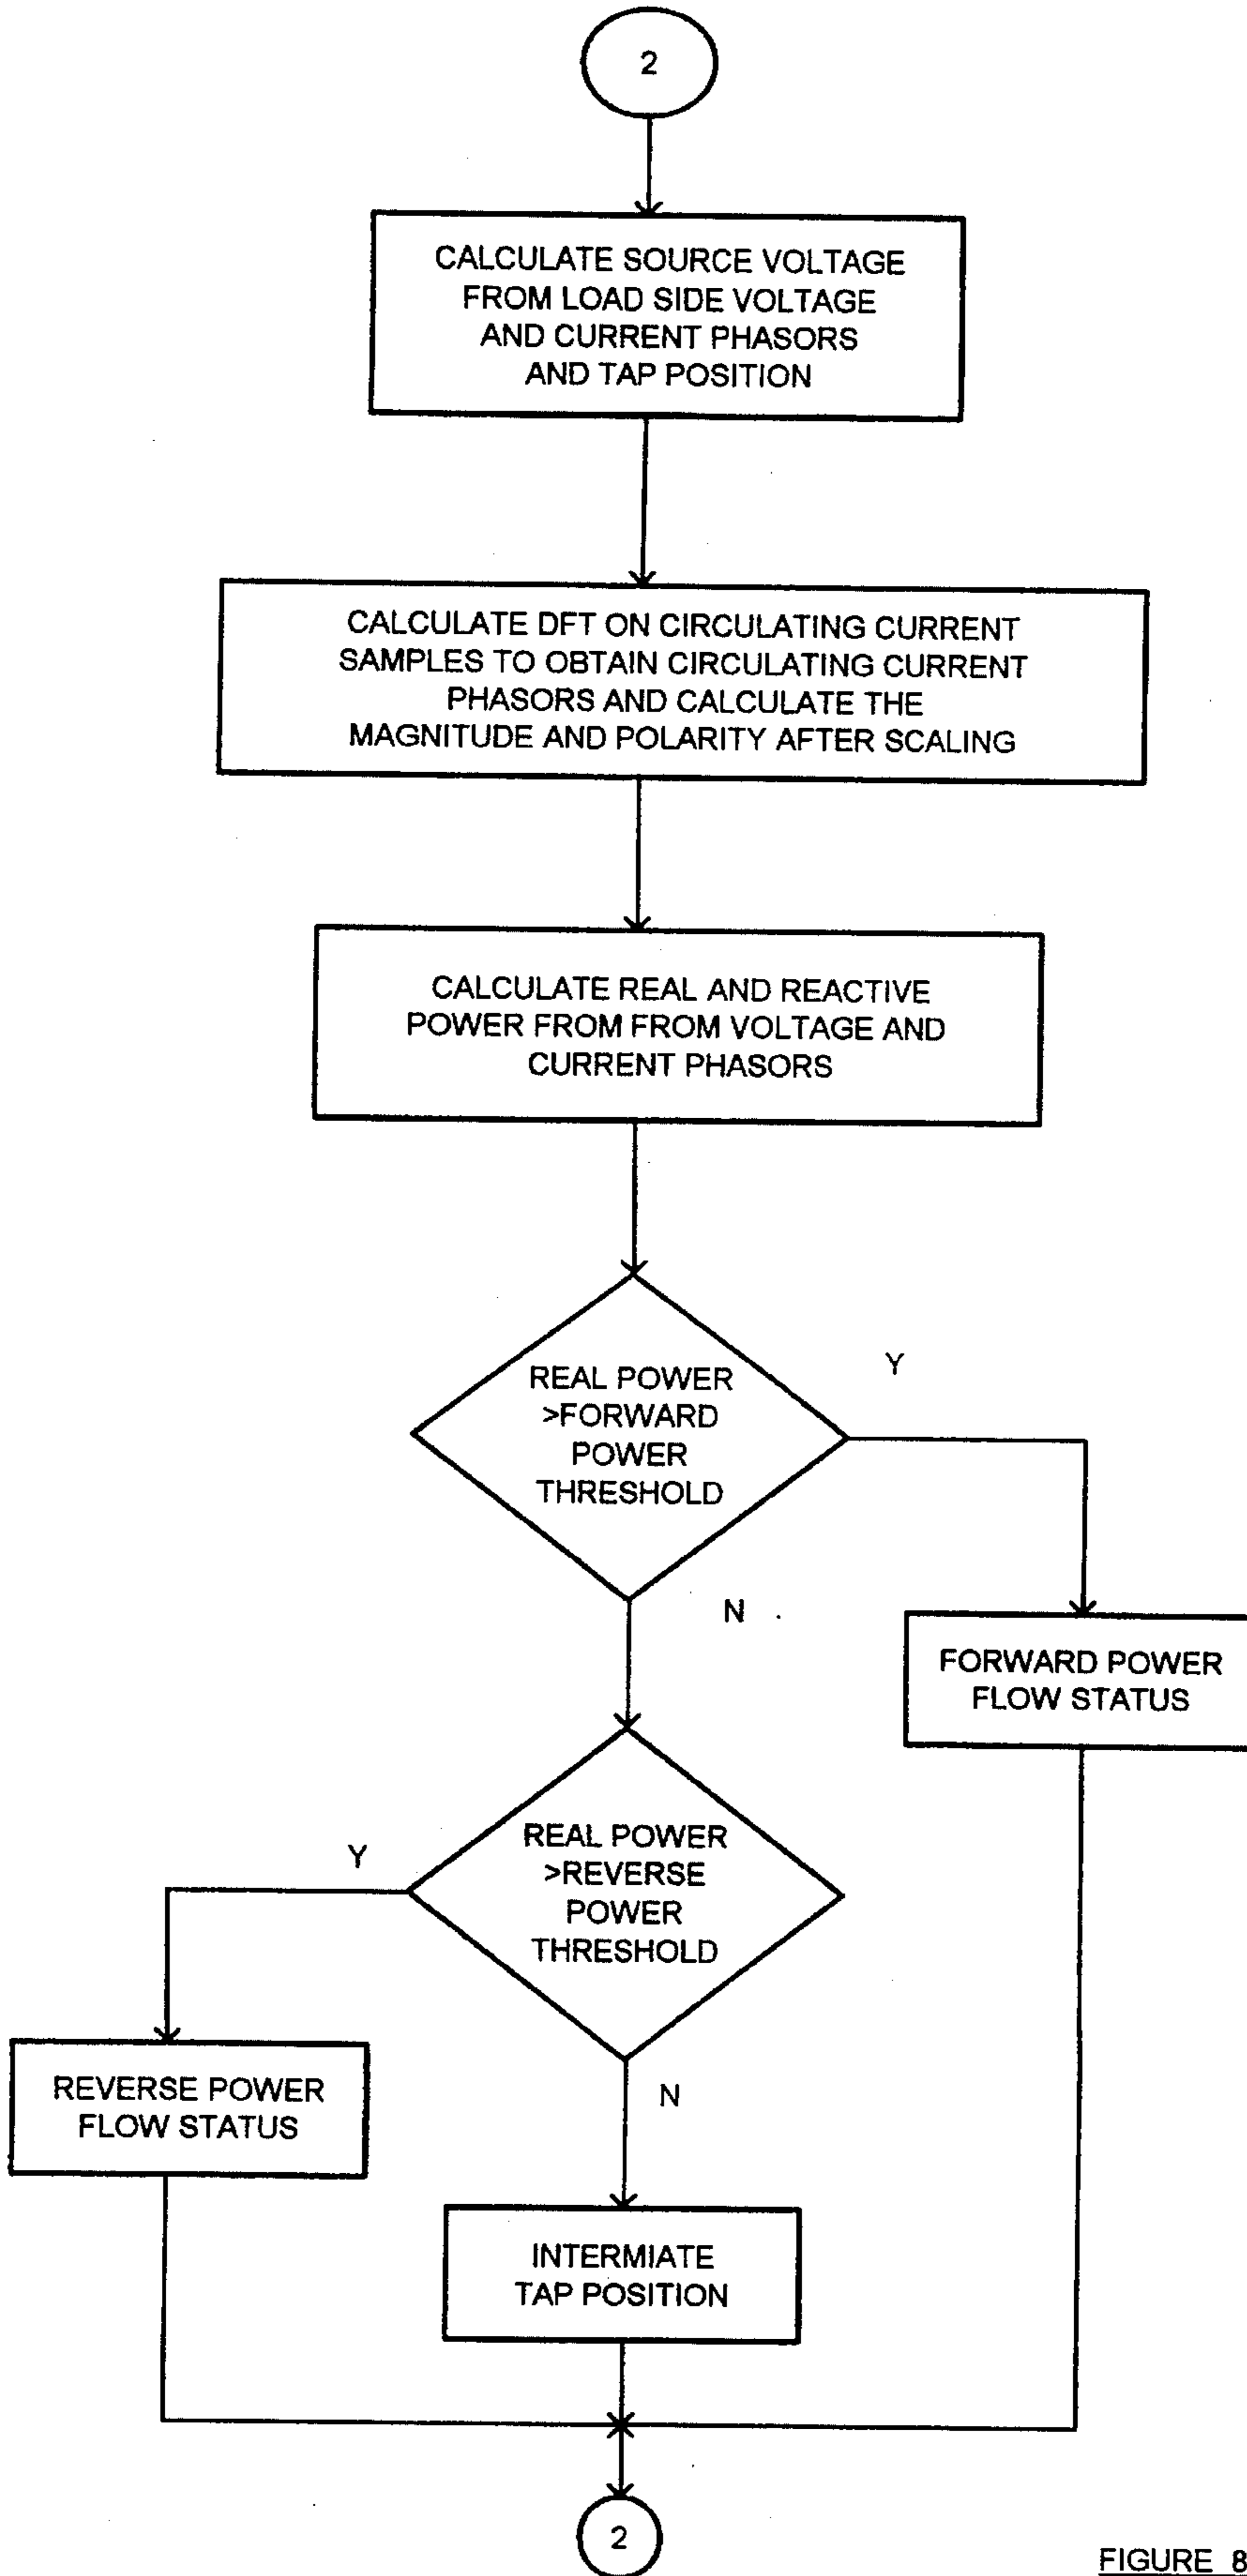 2
CALCULATE SOURCE VOLTAGE
FROM LOAD SIDE VOLTAGE
AND CURRENT PHASORS
AND TAP POSITION
CALCULATE DFT ON CIRCULATING CURRENT
SAMPLES TO OBTAIN CIRCULATING CURRENT
PHASORS AND CALCULATE THE
MAGNITUDE AND POLARITY AFTER SCALING
CALCULATE REAL AND REACTIVE
POWER FROM FROM VOLTAGE AND
CURRENT PHASORS
REAL POWER
>FORWARD
POWER
THRESHOLD
Y
N
FORWARD POWER
FLOW STATUS
REAL POWER
>REVERSE
POWER
THRESHOLD
Y
N
REVERSE POWER
FLOW STATUS
INTERMIATE
TAP POSITION
2
FIGURE 8